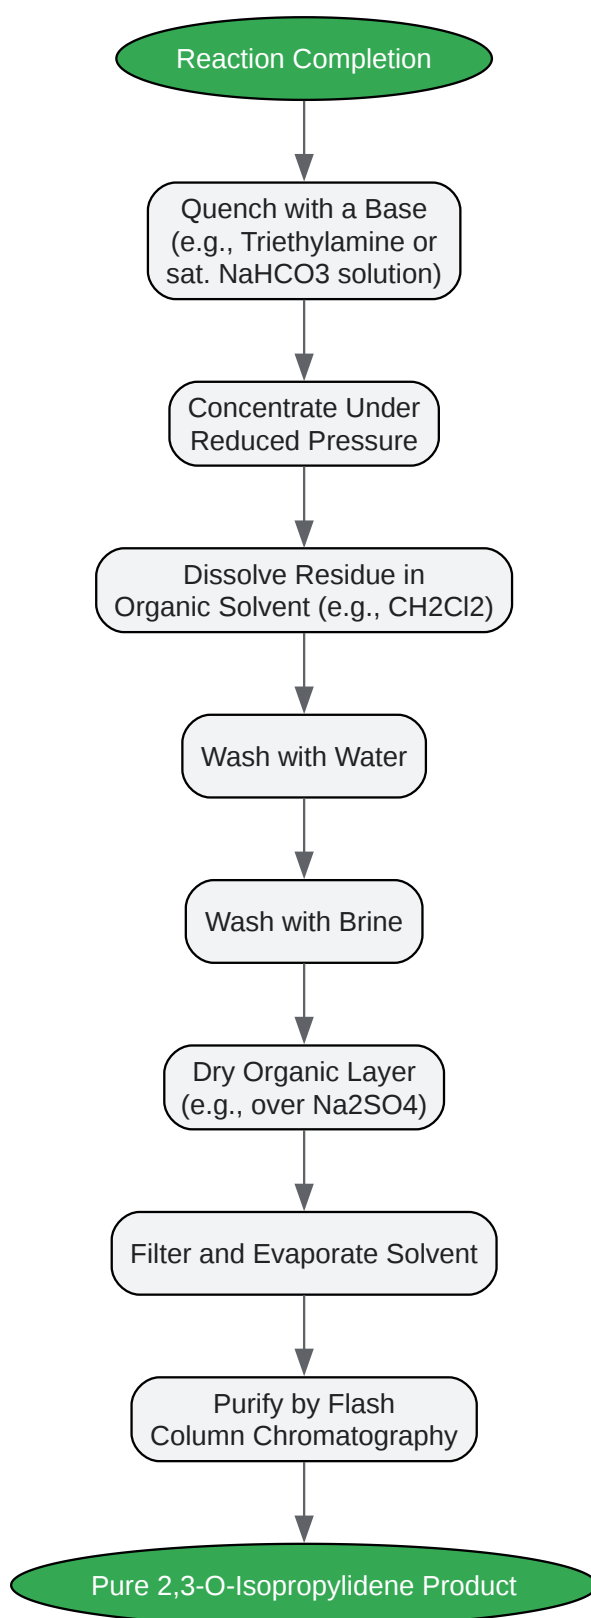 Reaction Completion
Quench with a Base
(e.g., Triethylamine or
sat. NaHCO3 solution)
Concentrate Under
Reduced Pressure
Dissolve Residue in
Organic Solvent (e.g., CH2Cl2)
Wash with Water
Wash with Brine
Dry Organic Layer
(e.g., over Na2SO4)
Filter and Evaporate Solvent
Purify by Flash
Column Chromatography
Pure 2,3-O-Isopropylidene Product